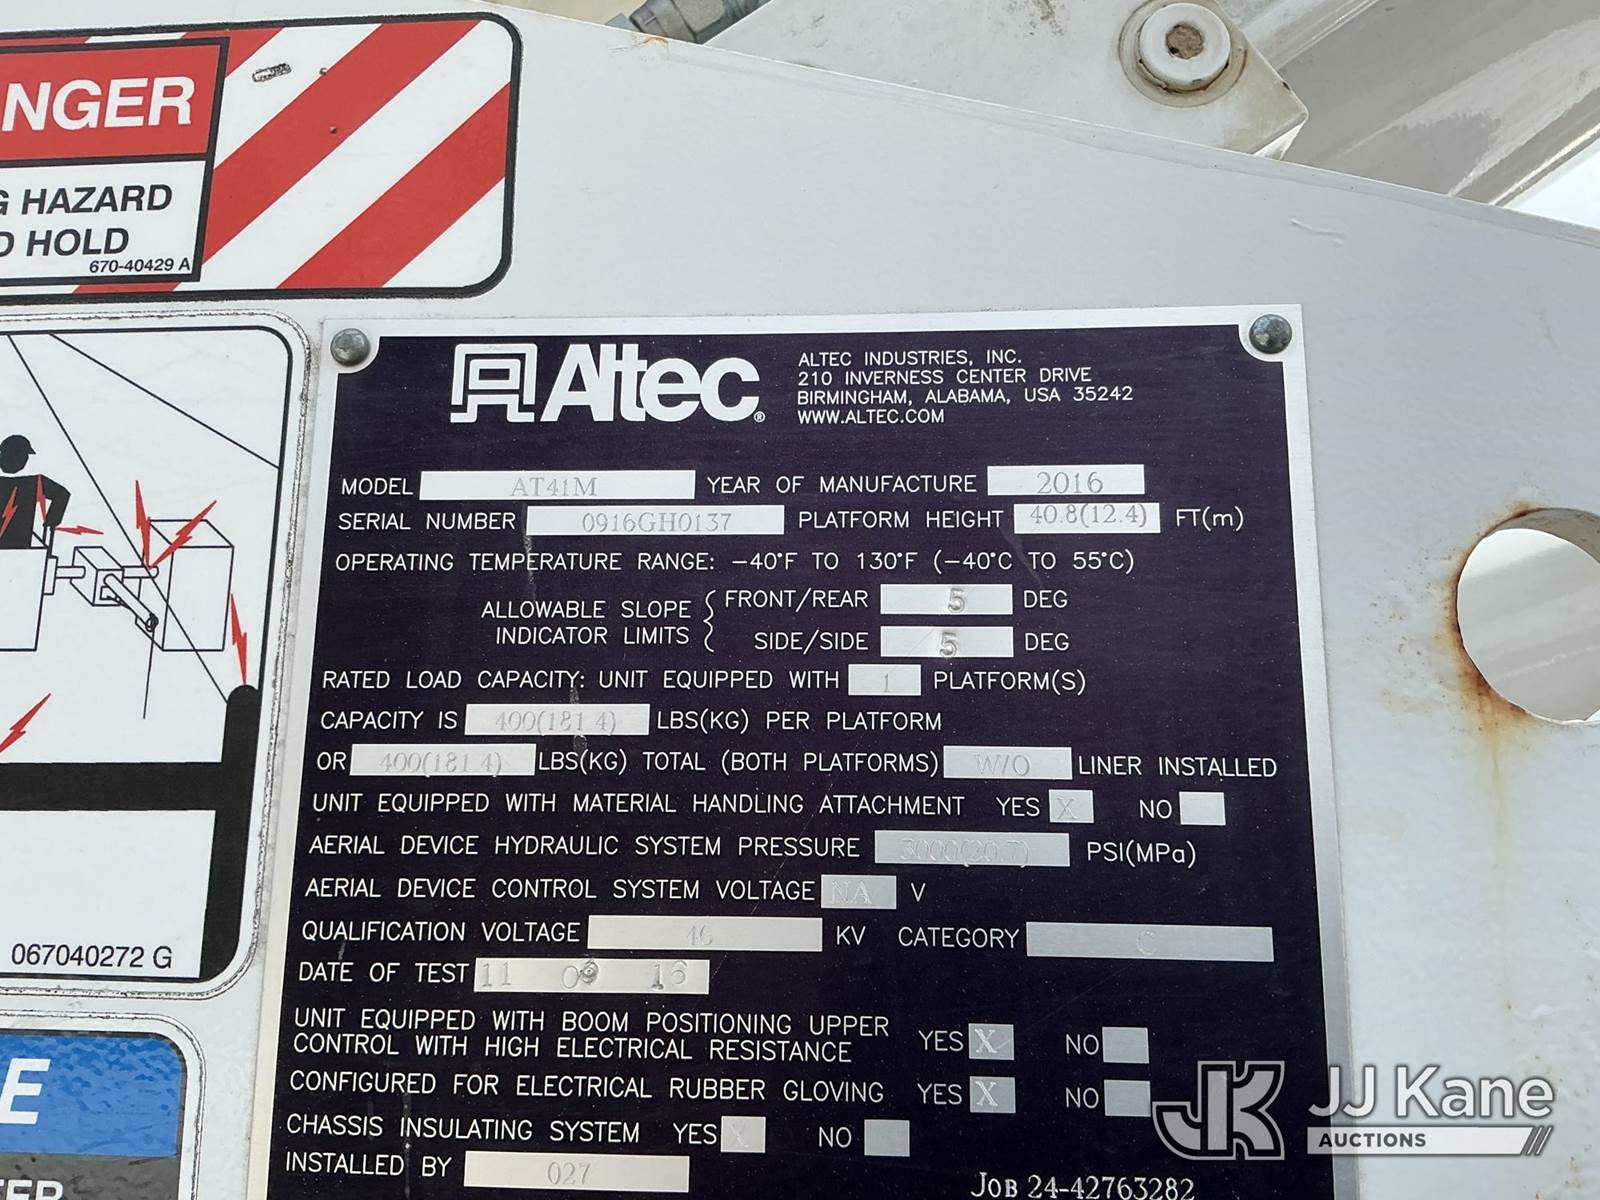 NGER
G HAZARD
D HOLD
670-40429 A
Altec®
ALTEC INDUSTRIES, INC.
210 INVERNESS CENTER DRIVE
BIRMINGHAM, ALABAMA, USA 35242
WWW.ALTEC.COM
MODEL AT41M YEAR OF MANUFACTURE 2016
SERIAL NUMBER 0916GH0137 PLATFORM HEIGHT 40.8(12.4) FT(m)
OPERATING TEMPERATURE RANGE: -40°F TO 130°F (-40°C TO 55°C)
ALLOWABLE SLOPE INDICATOR LIMITS { FRONT/REAR 5 DEG
SIDE/SIDE 5 DEG
RATED LOAD CAPACITY: UNIT EQUIPPED WITH 1 PLATFORM(S)
CAPACITY IS 400(181.4) LBS(KG) PER PLATFORM
OR 400(181.4) LBS(KG) TOTAL (BOTH PLATFORMS) W/O LINER INSTALLED
UNIT EQUIPPED WITH MATERIAL HANDLING ATTACHMENT YES X NO
AERIAL DEVICE HYDRAULIC SYSTEM PRESSURE 3000(20.7) PSI(MPa)
AERIAL DEVICE CONTROL SYSTEM VOLTAGE NA V
QUALIFICATION VOLTAGE 46 KV CATEGORY C
DATE OF TEST 11 09 16
UNIT EQUIPPED WITH BOOM POSITIONING UPPER
CONTROL WITH HIGH ELECTRICAL RESISTANCE YES X NO
CONFIGURED FOR ELECTRICAL RUBBER GLOVING YES X NO
CHASSIS INSULATING SYSTEM YES X NO
INSTALLED BY 027
067040272 G
E
JJ Kane
AUCTIONS
JOB 24-42763282